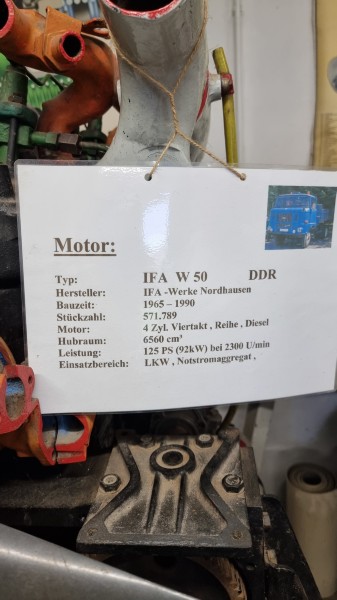 Motor:
Typ: IFA W 50 DDR
Hersteller: IFA -Werke Nordhausen
Bauzeit: 1965 – 1990
Stückzahl: 571.789
Motor: 4 Zyl. Viertakt , Reihe , Diesel
Hubraum: 6560 cm³
Leistung: 125 PS (92kW) bei 2300 U/min
Einsatzbereich: LKW , Notstromaggregat ,